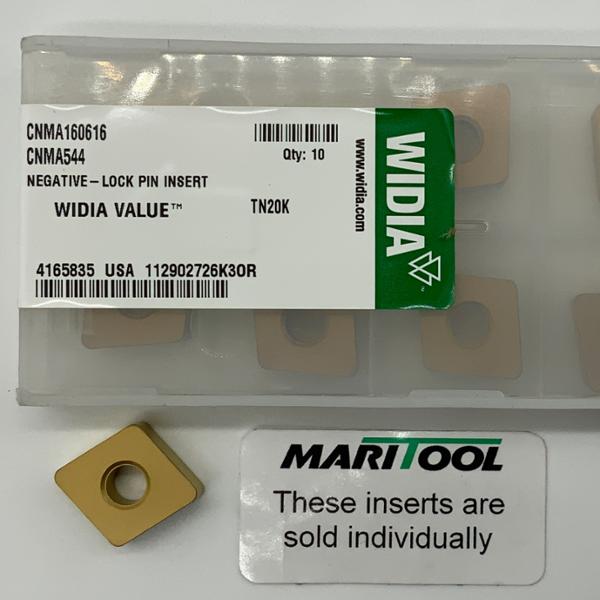 CNMA160616
CNMA544
Qty: 10
NEGATIVE-LOCK PIN INSERT
WIDIA VALUE™
TN20K
4165835 USA 112902726K3OR
www.widia.com
WIDIA
MARITOOL
These inserts are
sold individually